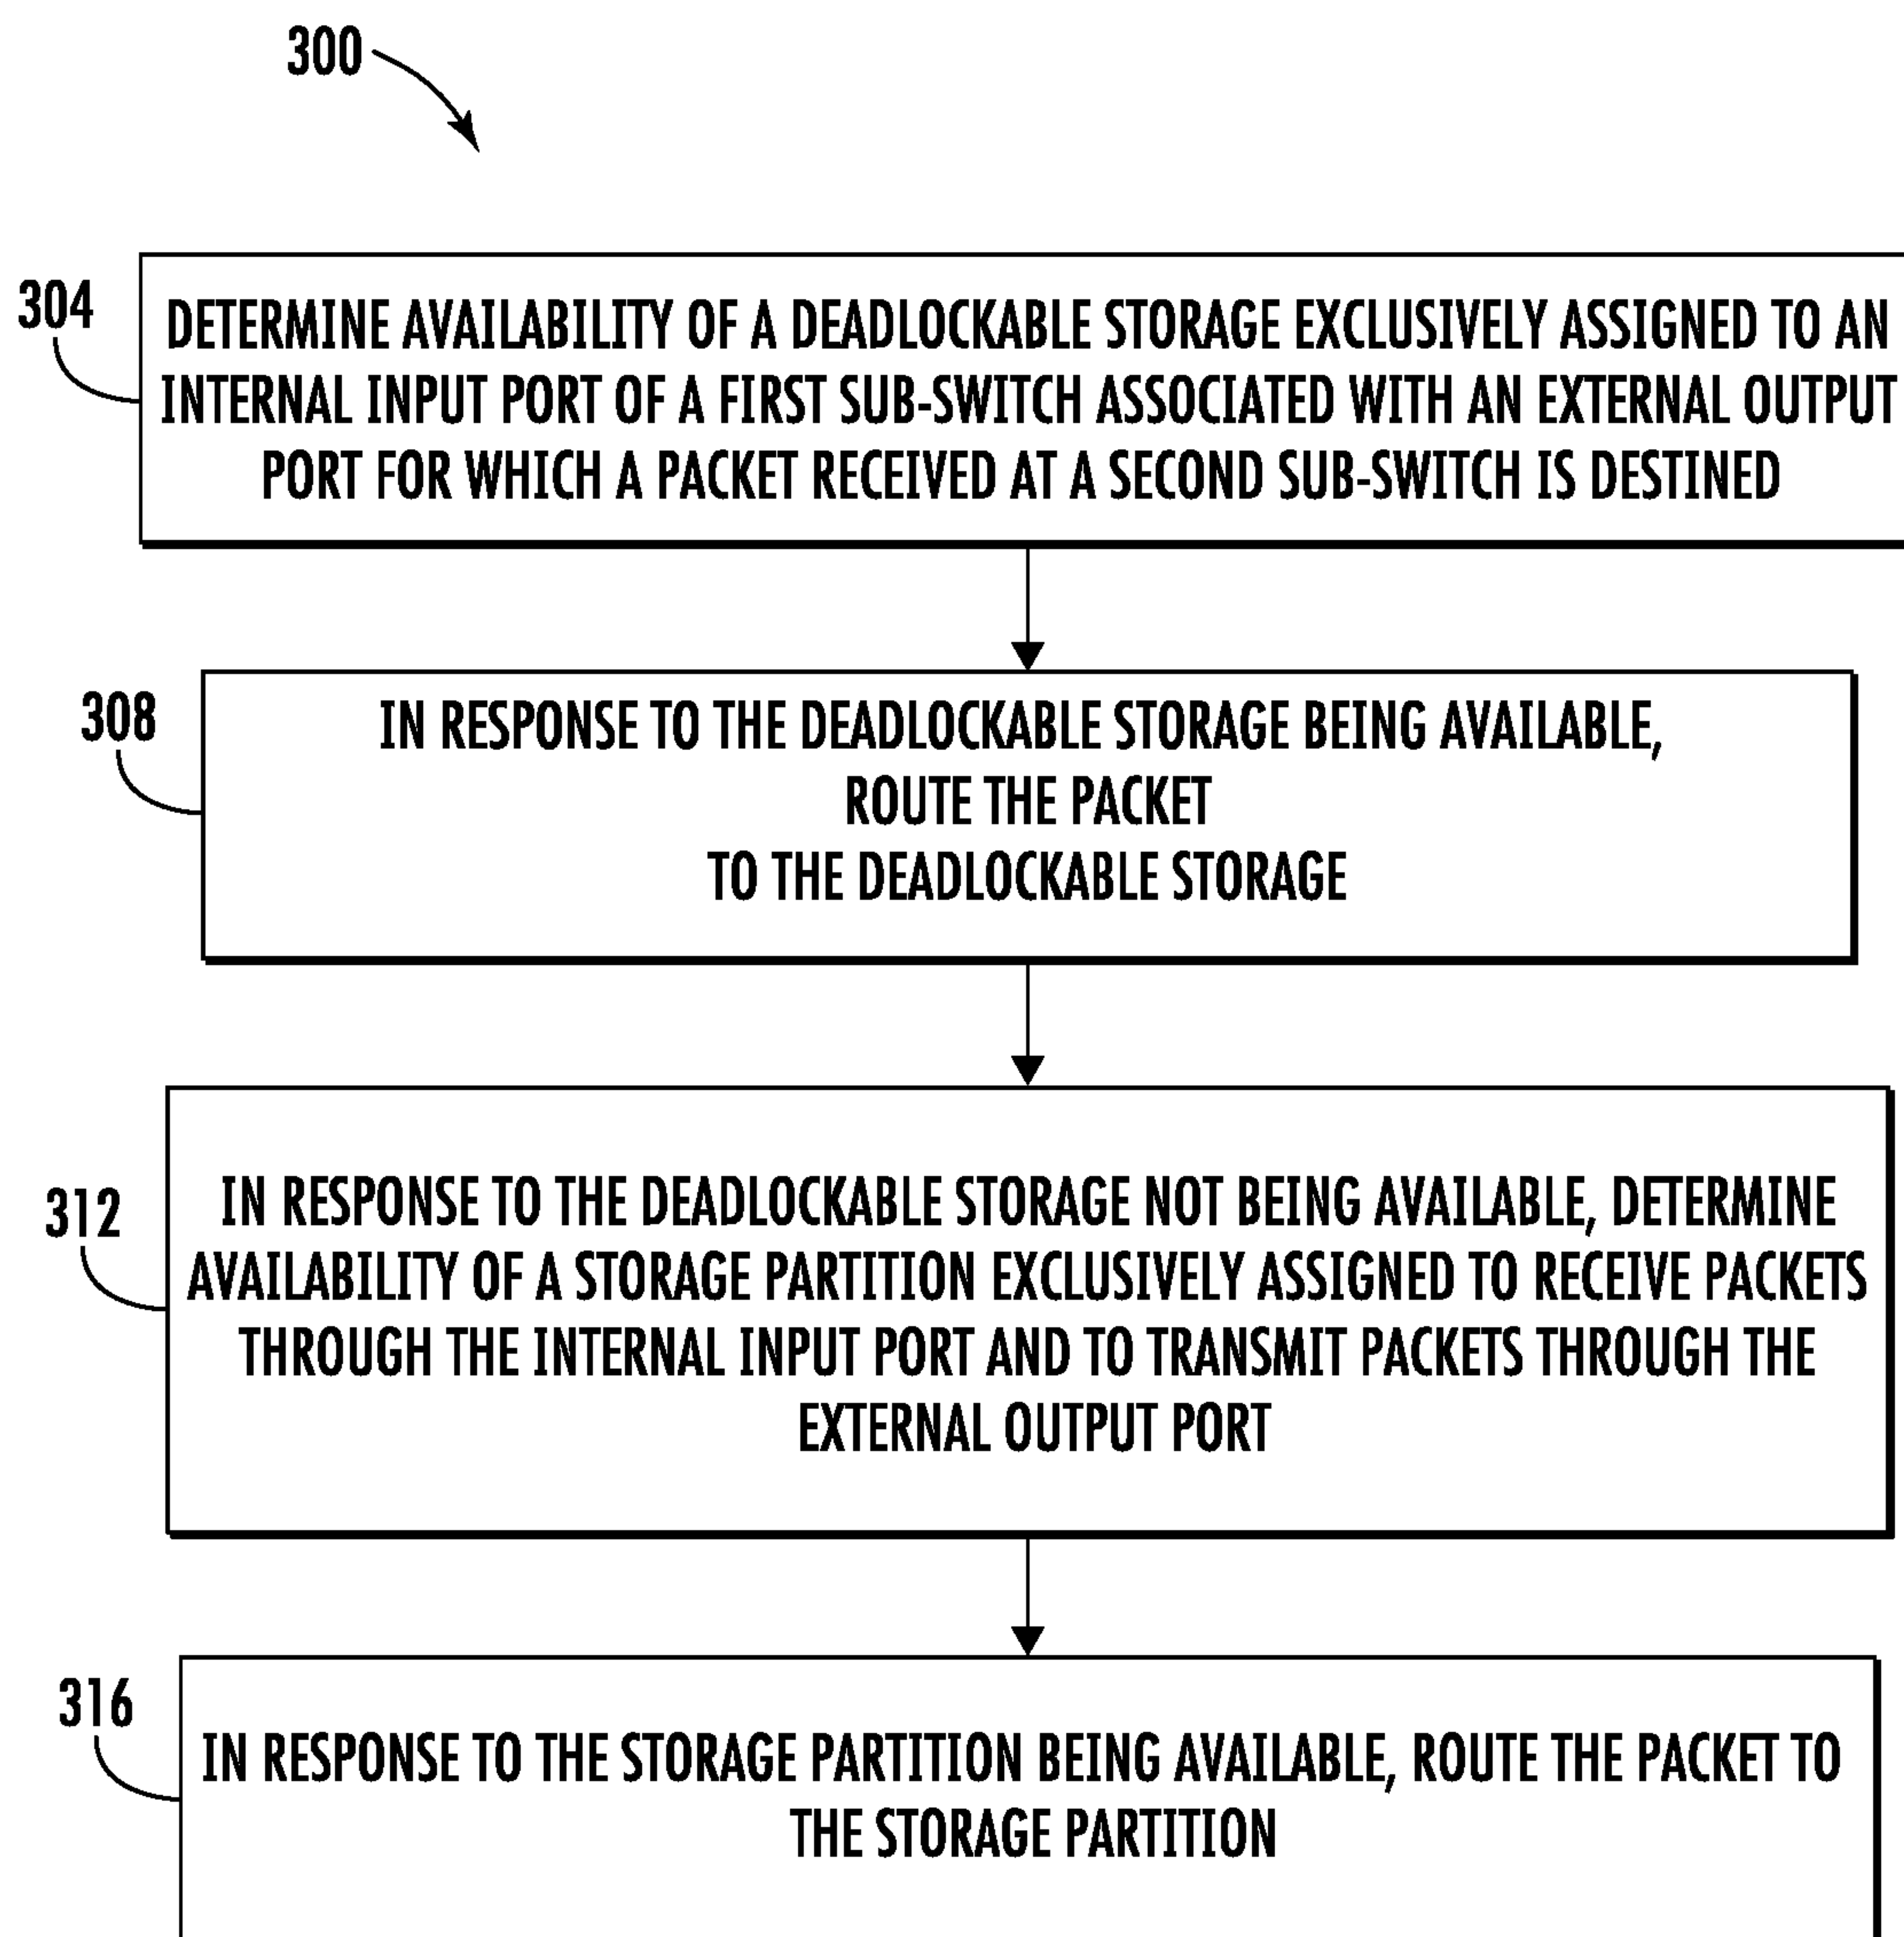 300
304
DETERMINE AVAILABILITY OF A DEADLOCKABLE STORAGE EXCLUSIVELY ASSIGNED TO AN
INTERNAL INPUT PORT OF A FIRST SUB-SWITCH ASSOCIATED WITH AN EXTERNAL OUTPUT
PORT FOR WHICH A PACKET RECEIVED AT A SECOND SUB-SWITCH IS DESTINED
308
IN RESPONSE TO THE DEADLOCKABLE STORAGE BEING AVAILABLE,
ROUTE THE PACKET
TO THE DEADLOCKABLE STORAGE
312
IN RESPONSE TO THE DEADLOCKABLE STORAGE NOT BEING AVAILABLE, DETERMINE
AVAILABILITY OF A STORAGE PARTITION EXCLUSIVELY ASSIGNED TO RECEIVE PACKETS
THROUGH THE INTERNAL INPUT PORT AND TO TRANSMIT PACKETS THROUGH THE
EXTERNAL OUTPUT PORT
316
IN RESPONSE TO THE STORAGE PARTITION BEING AVAILABLE, ROUTE THE PACKET TO
THE STORAGE PARTITION